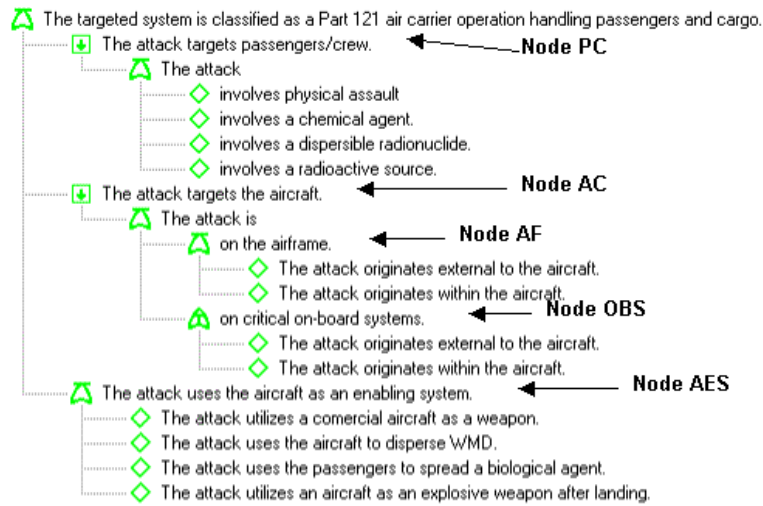 The targeted system is classified as a Part 121 air carrier operation handling passengers and cargo.
The attack targets passengers/crew.
Node PC
The attack
involves physical assault
involves a chemical agent.
involves a dispersible radionuclide.
involves a radioactive source.
The attack targets the aircraft.
Node AC
The attack is
on the airframe.
Node AF
The attack originates external to the aircraft.
The attack originates within the aircraft.
on critical on-board systems.
Node OBS
The attack originates external to the aircraft.
The attack originates within the aircraft.
The attack uses the aircraft as an enabling system.
Node AES
The attack utilizes a comercial aircraft as a weapon.
The attack uses the aircraft to disperse WMD.
The attack uses the passengers to spread a biological agent.
The attack utilizes an aircraft as an explosive weapon after landing.